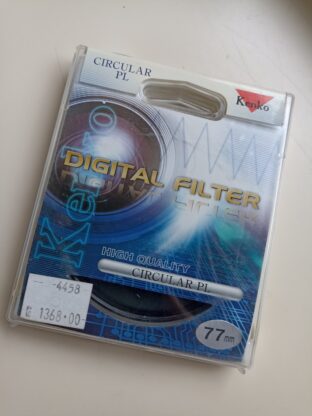 CIRCULAR
PL
Kenko
Kenko
DIGITAL FILTER
HIGH QUALITY
CIRCULAR PL
77mm
4458
1368.00